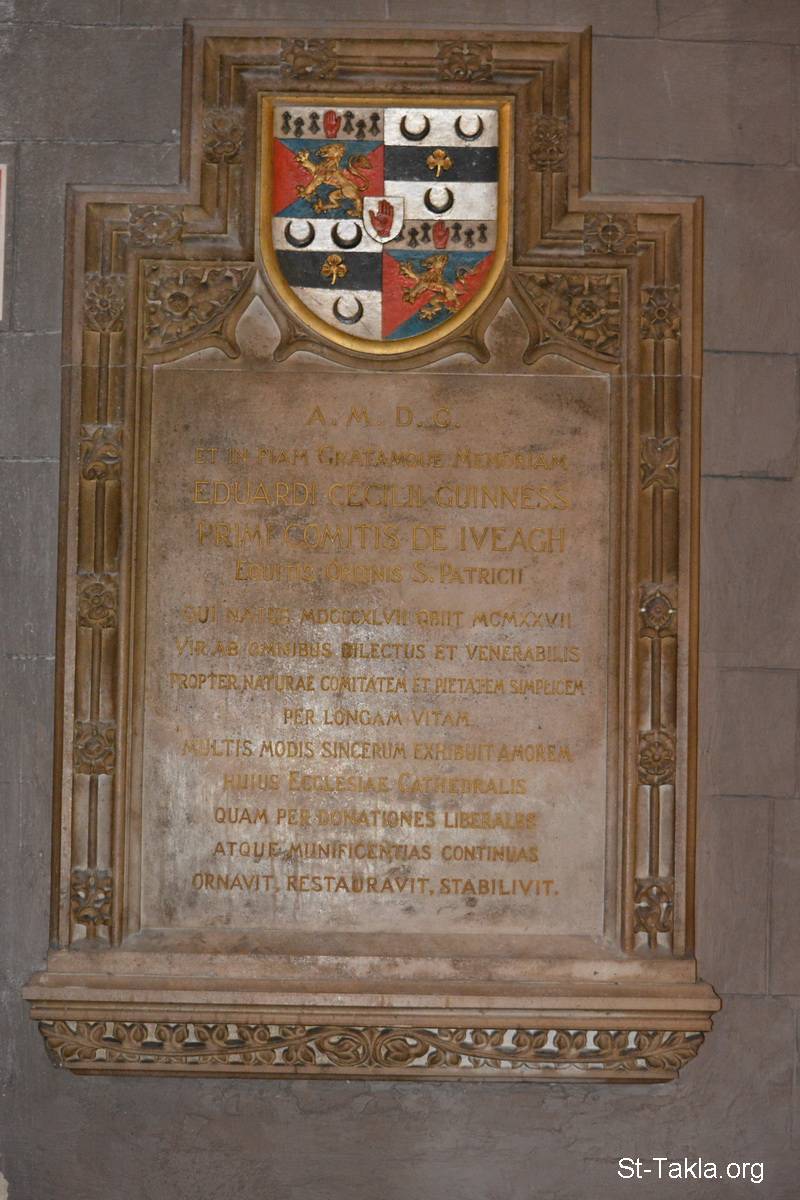 A. M. D. G.
ET IN PIAM GRATAMQUE MEMORIAM
EDUARDI CECILII GUINNESS
PRIMI COMITIS DE IVEAGH
EQUITIS ORDINIS S. PATRICII
QUI NATUS MDCCCXLVII OBIIT MCMXXVII
VIR AB OMNIBUS DILECTUS ET VENERABILIS
PROPTER NATURAE COMITATEM ET PIETATEM SIMPLICEM
PER LONGAM VITAM
MULTIS MODIS SINCERUM EXHIBUIT AMOREM
HUIUS ECCLESIAE CATHEDRALIS
QUAM PER DONATIONES LIBERALES
ATQUE MUNIFICENTIAS CONTINUAS
ORNAVIT, RESTAURAVIT, STABILIVIT.
St-Takla.org